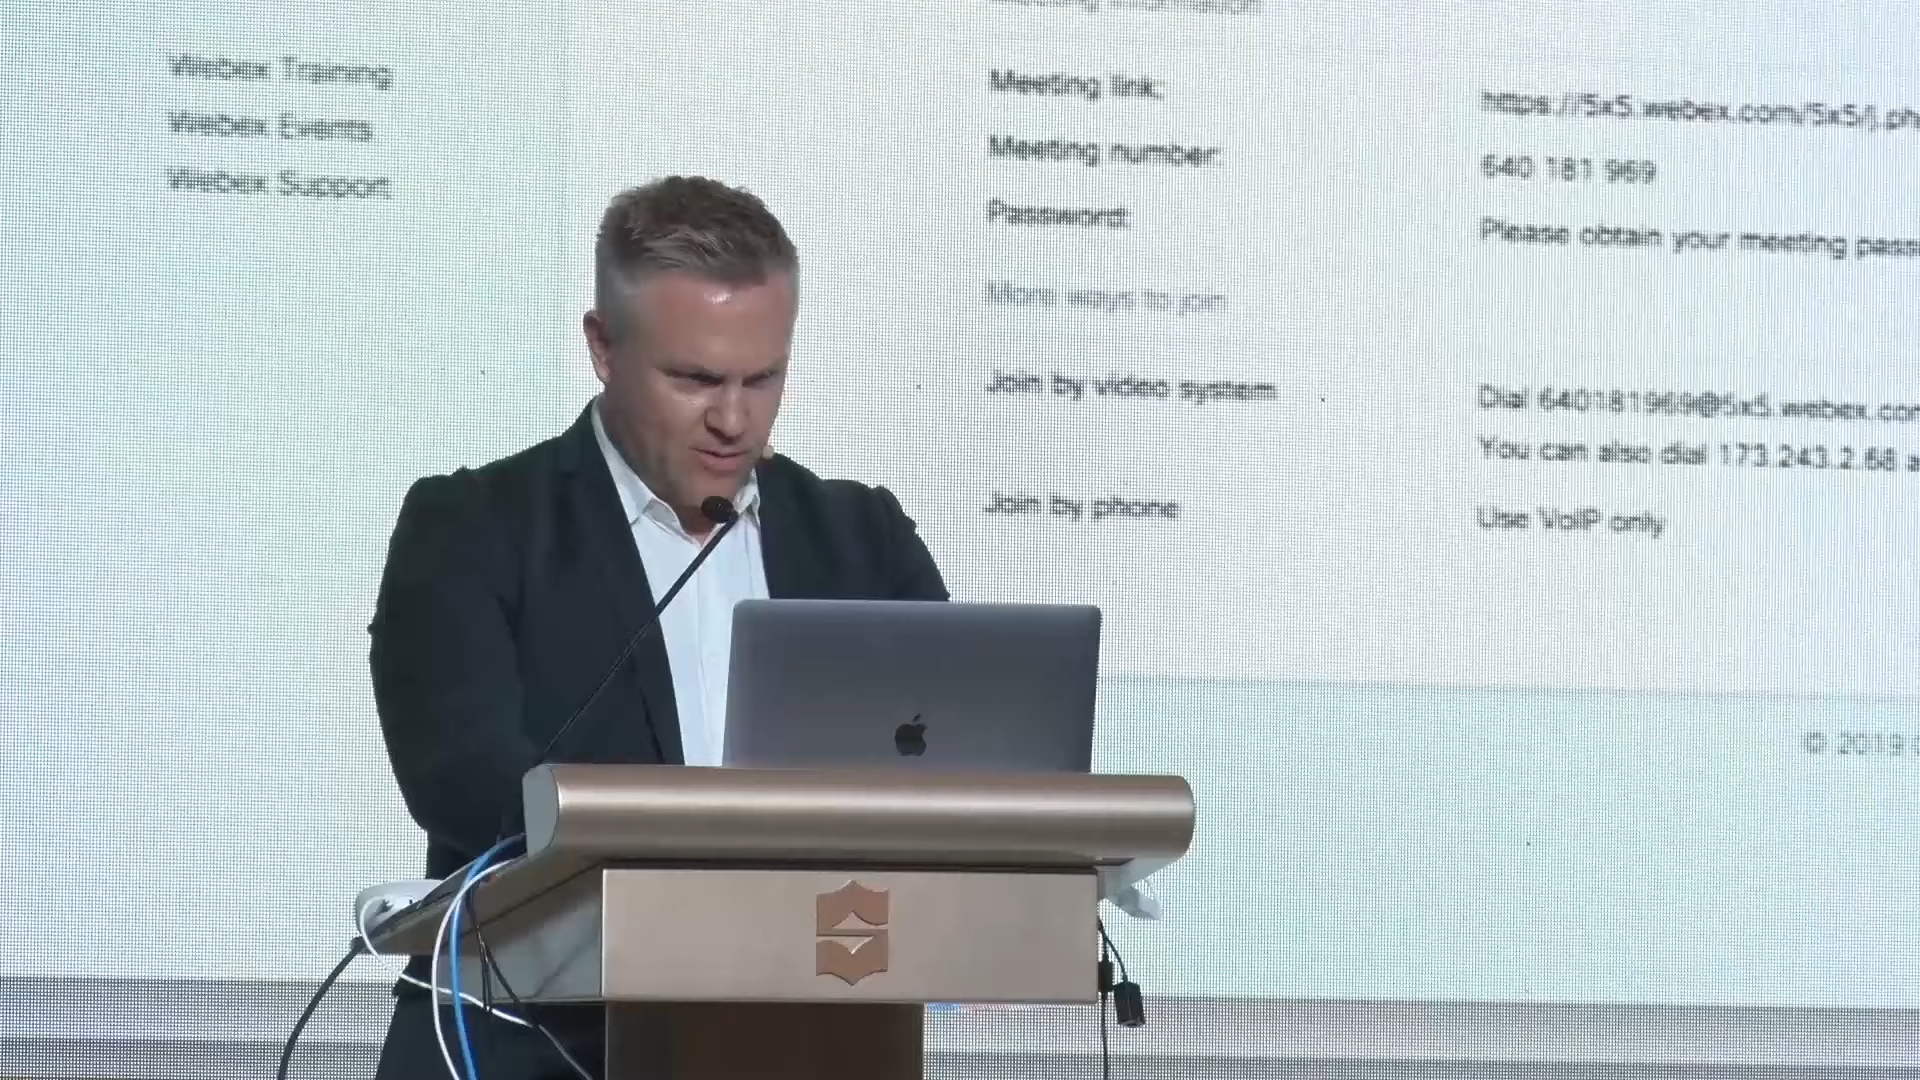 Webex Training
Webex Events
Webex Support
Meeting information
Meeting link:
https://5x5.webex.com/5x5/j.ph
Meeting number:
640 181 969
Password:
Please obtain your meeting pass
More ways to join
Join by video system
Dial 640181969@5x5.webex.co
You can also dial 173.243.2.68 a
Join by phone
Use VoIP only
© 2019